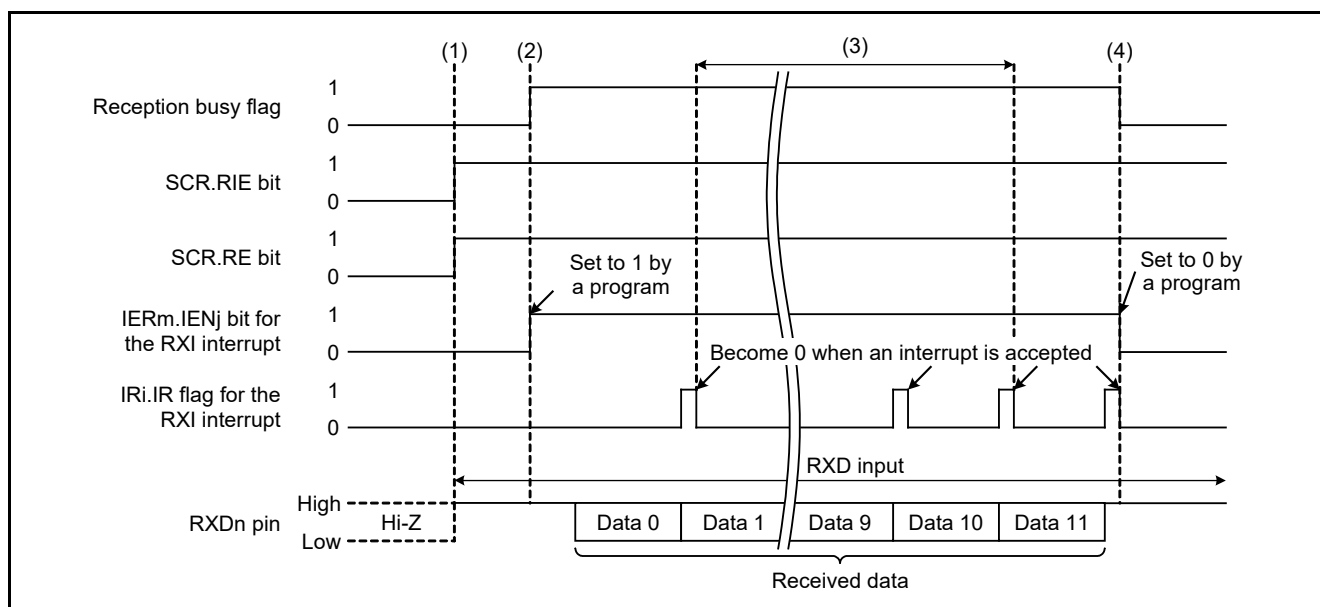 (1)
(2)
(3)
(4)
Reception busy flag
1
0
SCR.RIE bit
1
0
SCR.RE bit
1
0
Set to 1 by
a program
Set to 0 by
a program
IERm.IENj bit for
the RXI interrupt
1
0
Become 0 when an interrupt is accepted
IRi.IR flag for the
RXI interrupt
1
0
RXD input
RXDn pin
High
Low
Hi-Z
Data 0
Data 1
Data 9
Data 10
Data 11
Received data